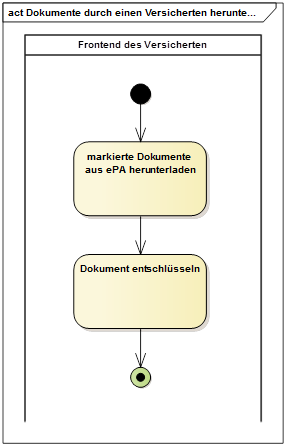 act Dokumente durch einen Versicherten herunte...
Frontend des Versicherten
markierte Dokumente
aus ePA herunterladen
Dokument entschlüsseln